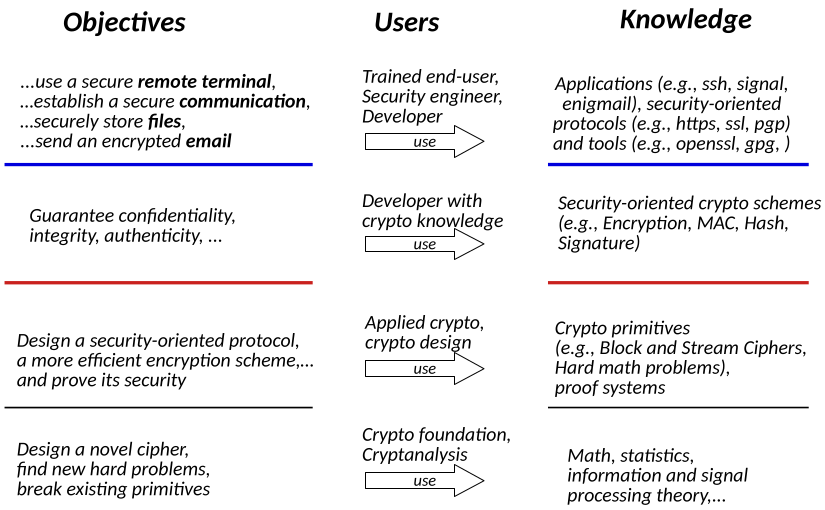 Objectives
Users
Knowledge
...use a secure remote terminal,
...establish a secure communication,
...securely store files,
...send an encrypted email
Trained end-user,
Security engineer,
Developer
use
Applications (e.g., ssh, signal,
enigmail), security-oriented
protocols (e.g., https, ssl, pgp)
and tools (e.g., openssl, gpg, )
Guarantee confidentiality,
integrity, authenticity, ...
Developer with
crypto knowledge
use
Security-oriented crypto schemes
(e.g., Encryption, MAC, Hash,
Signature)
Design a security-oriented protocol,
a more efficient encryption scheme,...
and prove its security
Applied crypto,
crypto design
use
Crypto primitives
(e.g., Block and Stream Ciphers,
Hard math problems),
proof systems
Design a novel cipher,
find new hard problems,
break existing primitives
Crypto foundation,
Cryptanalysis
use
Math, statistics,
information and signal
processing theory,...